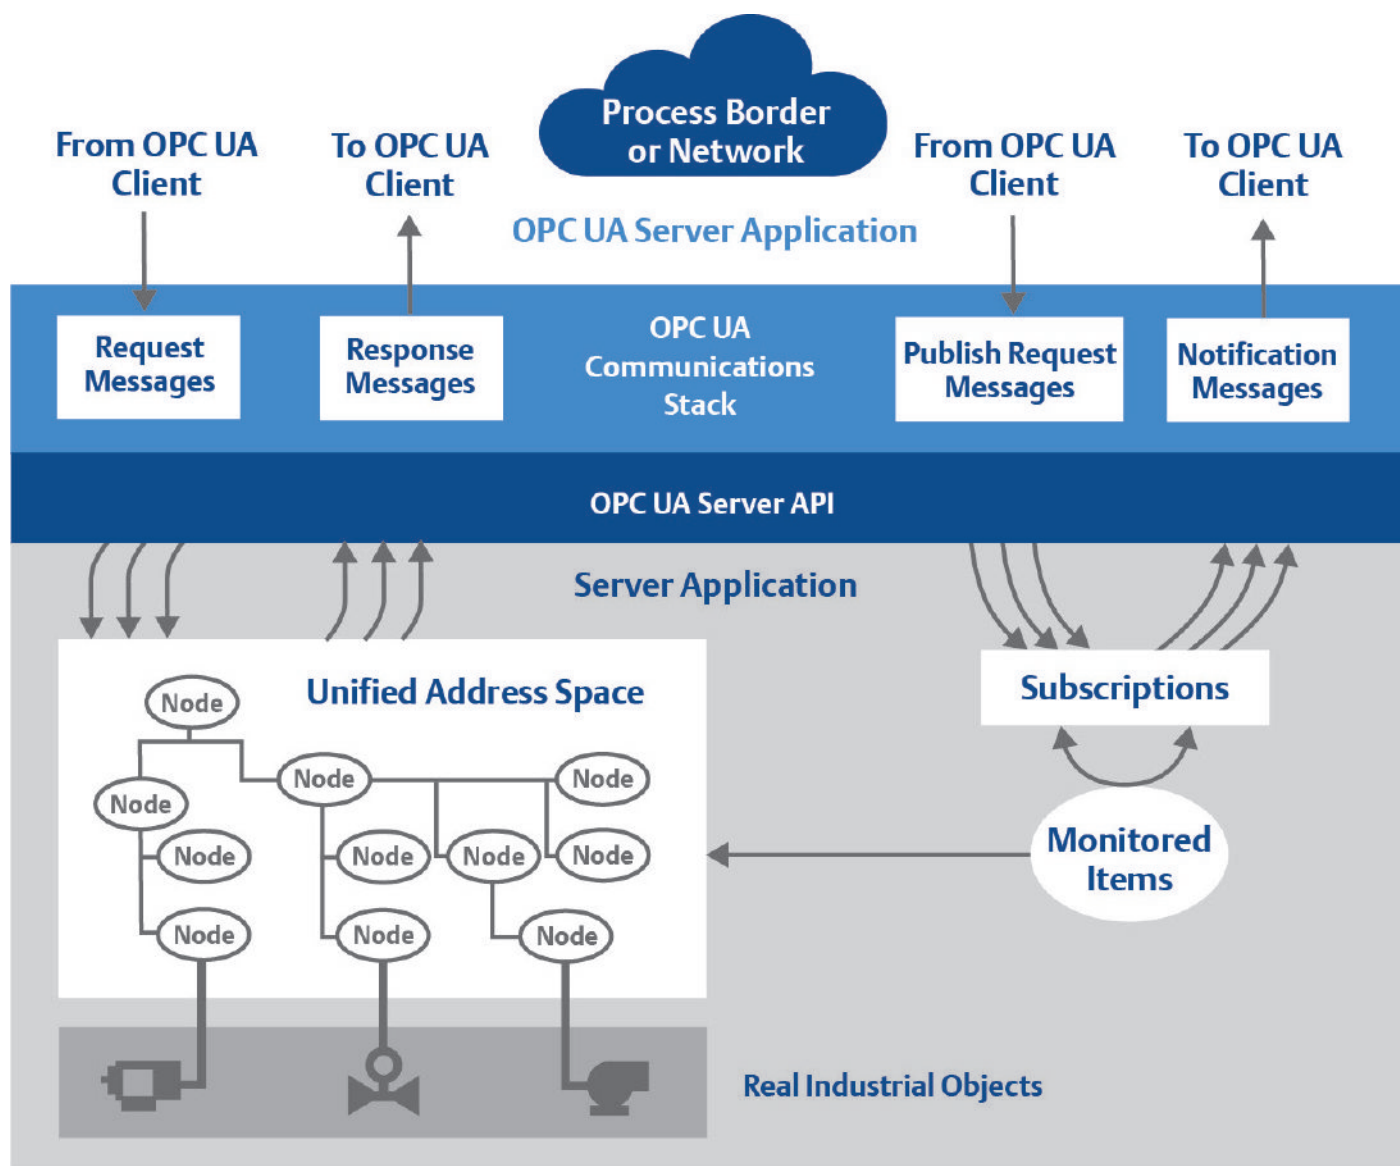 Process Border
or Network
From OPC UA
Client
To OPC UA
Client
From OPC UA
Client
To OPC UA
Client
OPC UA Server Application
Request
Messages
Response
Messages
OPC UA
Communications
Stack
Publish Request
Messages
Notification
Messages
OPC UA Server API
Server Application
Unified Address Space
Subscriptions
Node
Node
Node
Node
Node
Node
Node
Node
Node
Node
Node
Monitored
Items
Real Industrial Objects